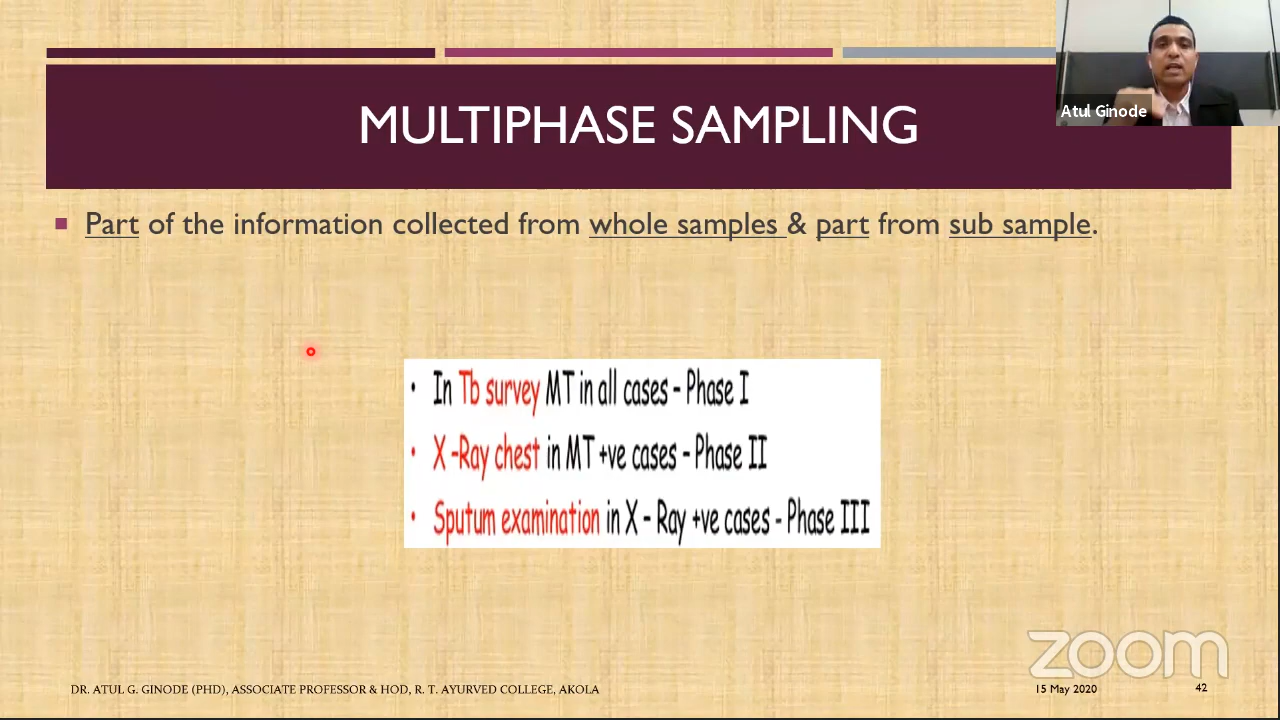 Atul Ginode
MULTIPHASE SAMPLING
Part of the information collected from whole samples & part from sub sample.
• In Tb survey MT in all cases - Phase I
• X -Ray chest in MT +ve cases - Phase II
• Sputum examination in X - Ray +ve cases - Phase III
zoom
DR. ATUL G. GINODE (PHD), ASSOCIATE PROFESSOR & HOD, R. T. AYURVED COLLEGE, AKOLA
15 May 2020
42